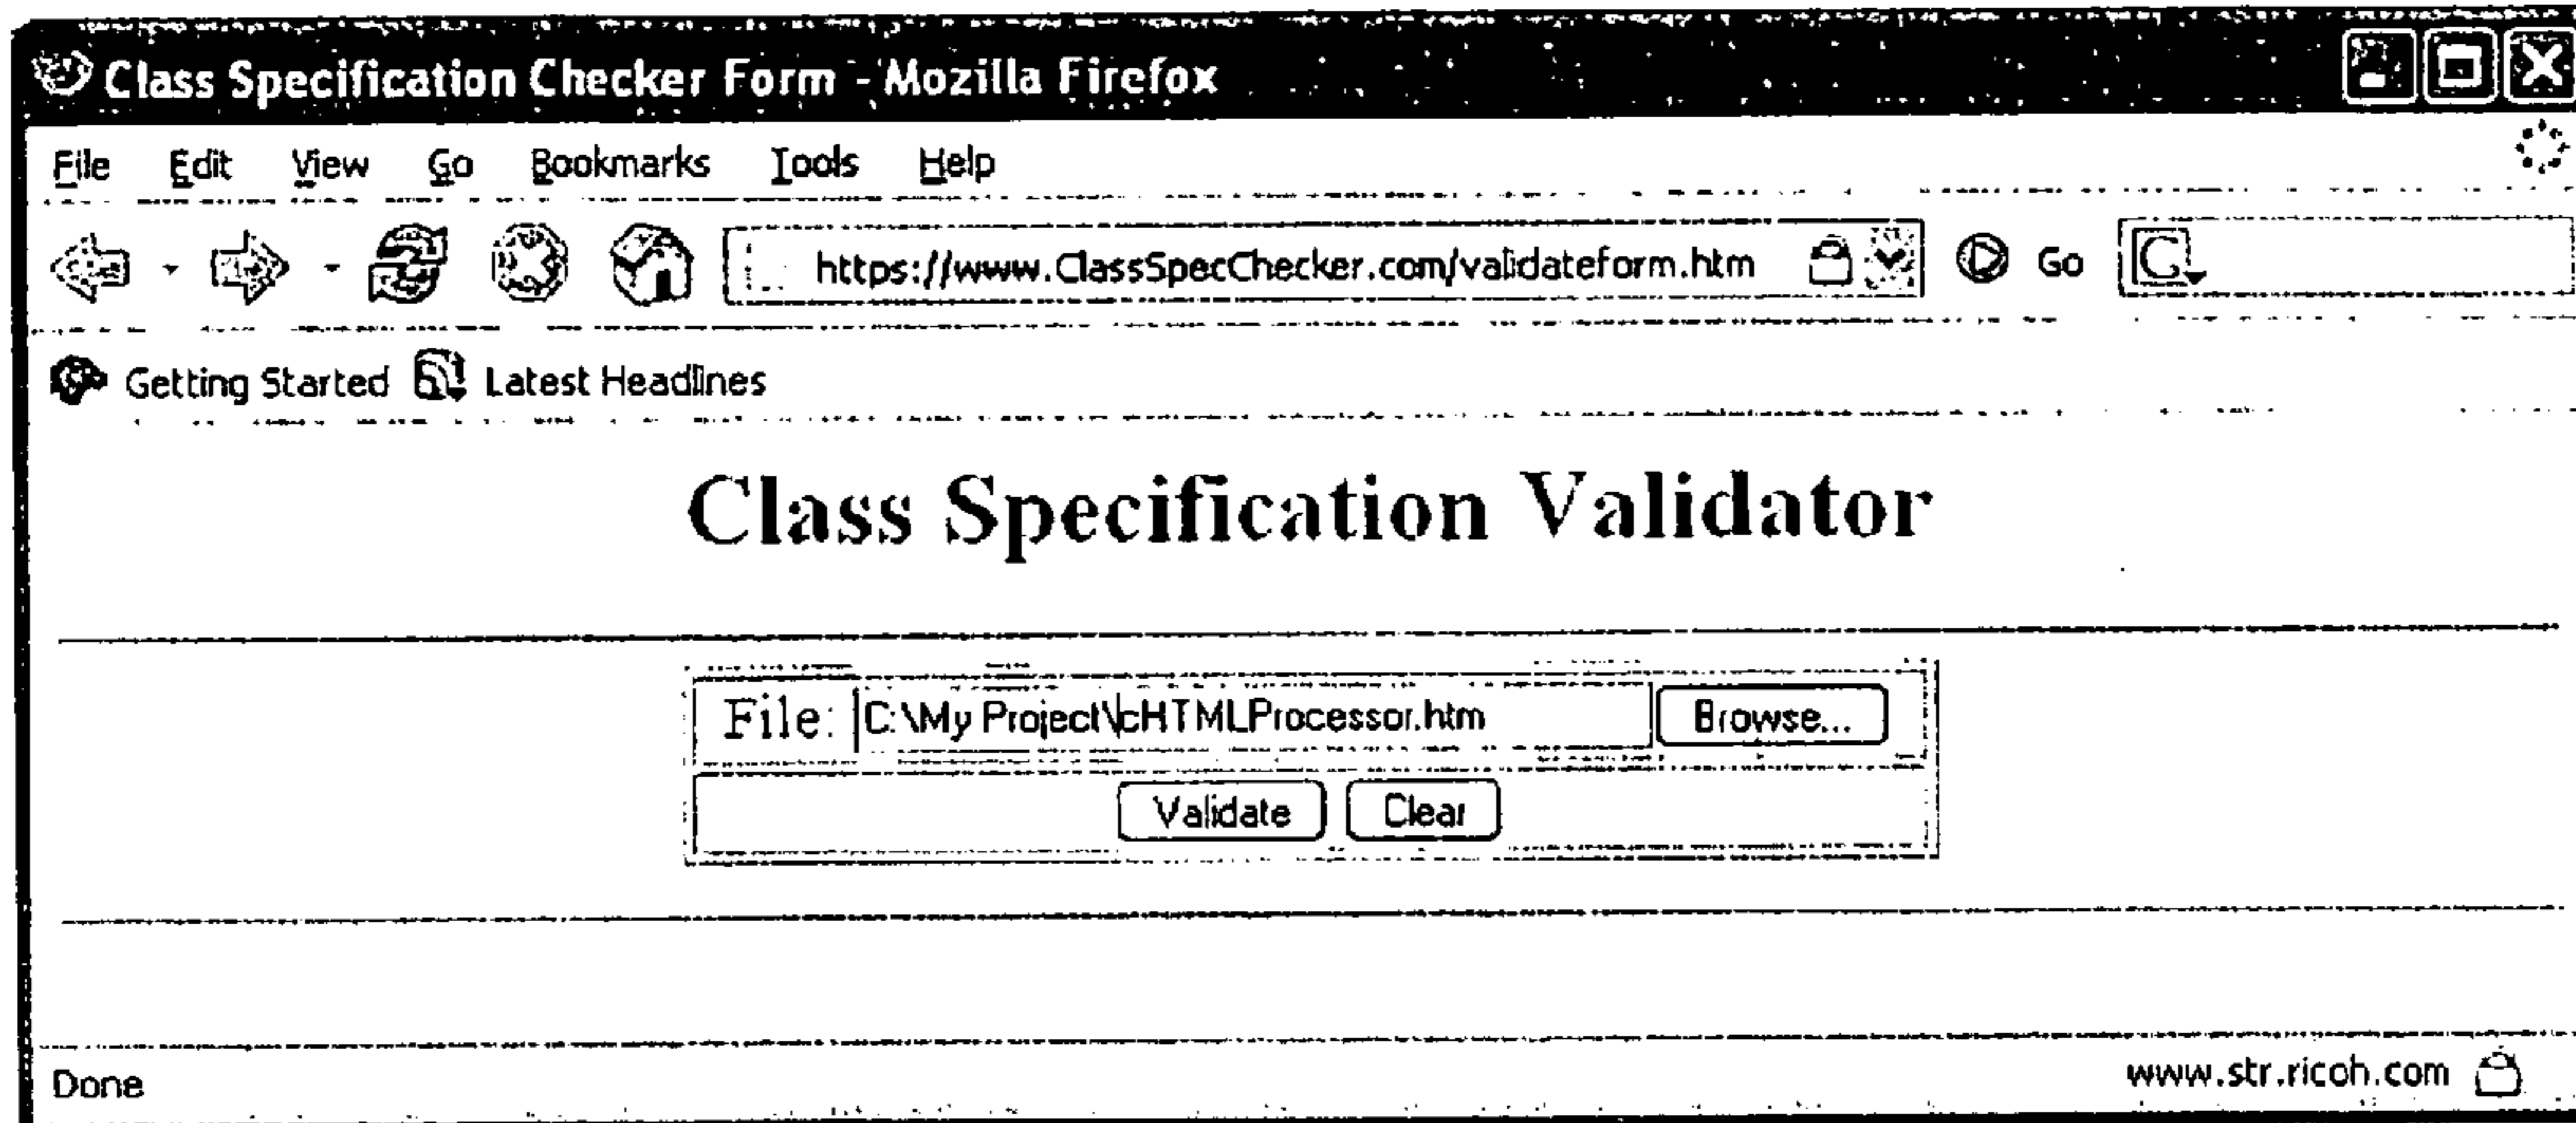 Class Specification Checker Form - Mozilla Firefox
File Edit View Go Bookmarks Tools Help
https://www.ClassSpecChecker.com/validateform.htm Go G
Getting Started Latest Headlines
Class Specification Validator
File: C:\My Project\cHTMLProcessor.htm Browse...
Validate Clear
Done www.str.ricoh.com